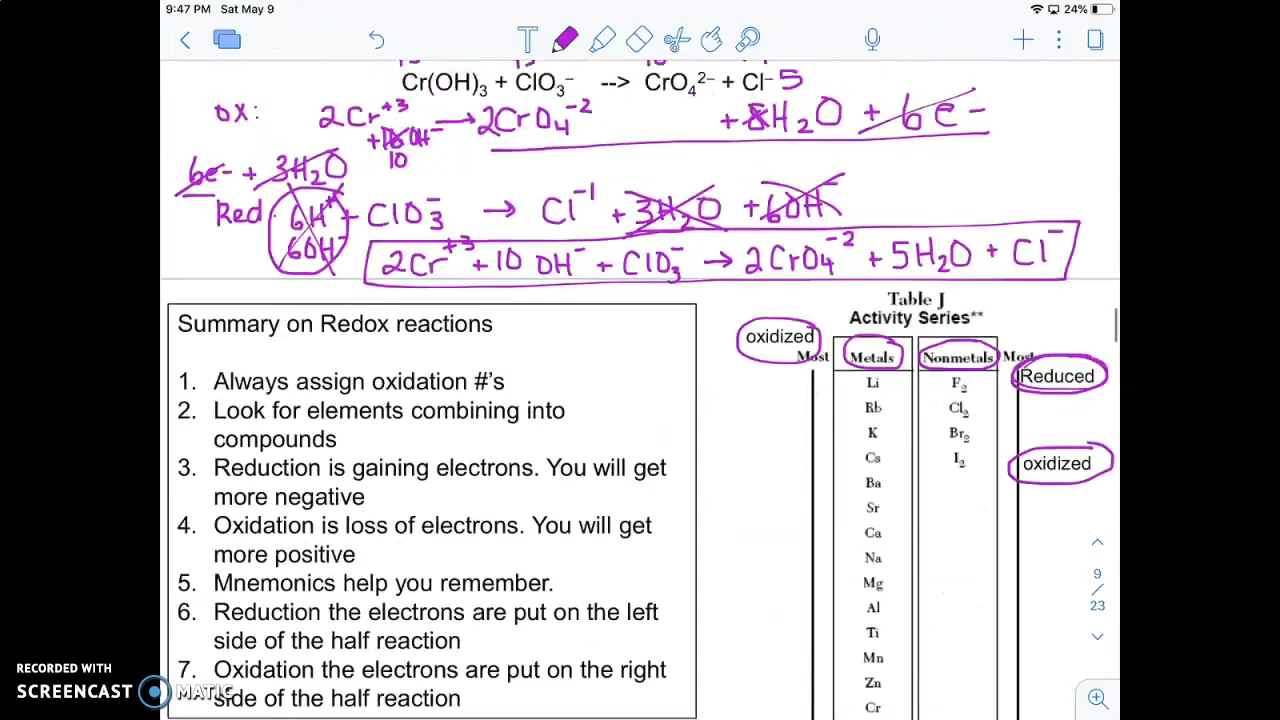 9:47 PM Sat May 9
24%
Cr(OH)₃ + ClO₃⁻ --> CrO₄²⁻ + Cl⁻ 5
OX: 2Cr⁺³ → 2CrO₄⁻² + 8H₂O + 6e-
+ OH⁻
10
6e- + 3H₂O
Red: 6H⁺ + ClO₃⁻ → Cl⁻¹ + 3H₂O + 6OH⁻
6OH⁻
2Cr⁺³ + 10 OH⁻ + ClO₃⁻ → 2CrO₄⁻² + 5H₂O + Cl⁻
Summary on Redox reactions
1. Always assign oxidation #'s
2. Look for elements combining into
compounds
3. Reduction is gaining electrons. You will get
more negative
4. Oxidation is loss of electrons. You will get
more positive
5. Mnemonics help you remember.
6. Reduction the electrons are put on the left
side of the half reaction
7. Oxidation the electrons are put on the right
side of the half reaction
Table J
Activity Series**
oxidized
Most Metals Nonmetals Most
Reduced
Li F₂
Rb Cl₂
K Br₂
Cs I₂
oxidized
Ba
Sr
Ca
Na
Mg
Al
Ti
Mn
Zn
Cr
9
/
23
RECORDED WITH
SCREENCAST MATIC